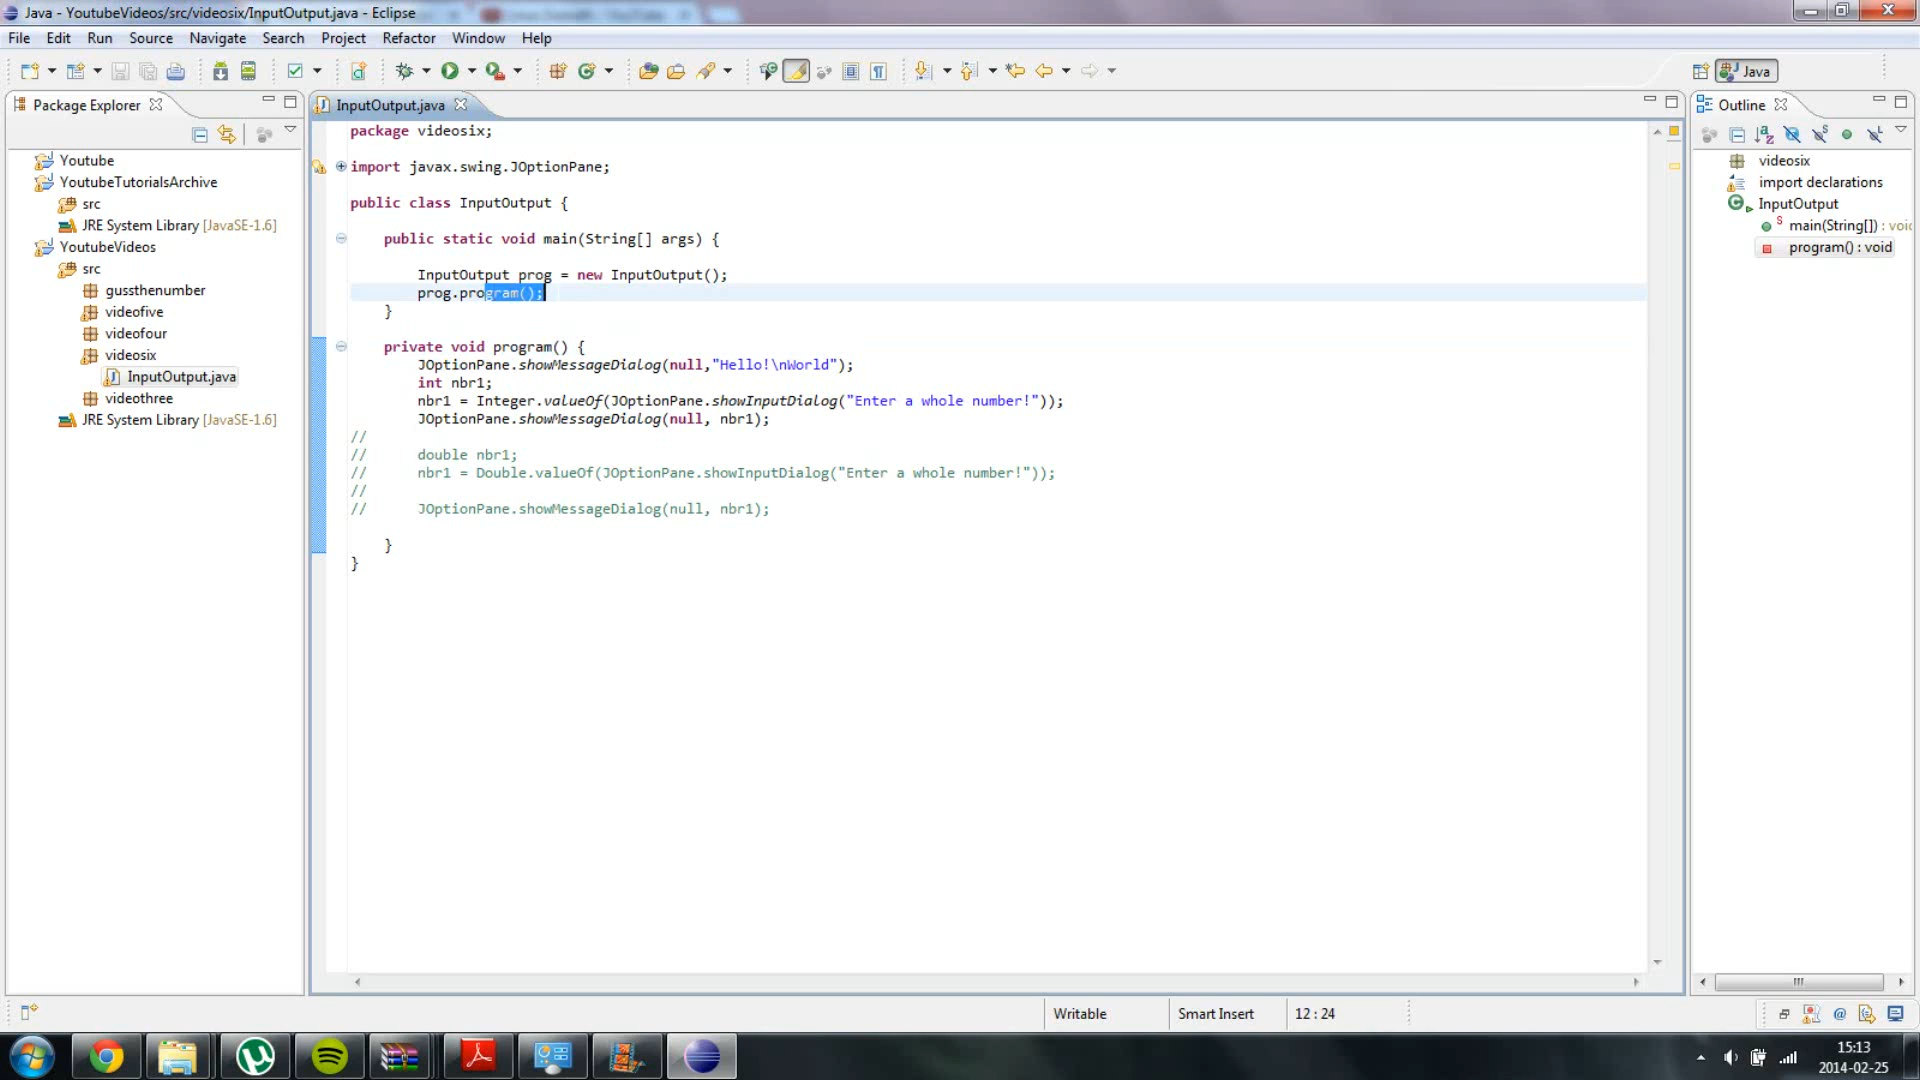 Java - YoutubeVideos/src/videosix/InputOutput.java - Eclipse
File Edit Run Source Navigate Search Project Refactor Window Help
Java
Package Explorer
InputOutput.java
Outline
Youtube
YoutubeTutorialsArchive
src
JRE System Library [JavaSE-1.6]
YoutubeVideos
src
gussthenumber
videofive
videofour
videosix
InputOutput.java
videothree
JRE System Library [JavaSE-1.6]
package videosix;
import javax.swing.JOptionPane;
public class InputOutput {
public static void main(String[] args) {
InputOutput prog = new InputOutput();
prog.program();
}
private void program() {
JOptionPane.showMessageDialog(null,"Hello!\nWorld");
int nbr1;
nbr1 = Integer.valueOf(JOptionPane.showInputDialog("Enter a whole number!"));
JOptionPane.showMessageDialog(null, nbr1);
//
// double nbr1;
// nbr1 = Double.valueOf(JOptionPane.showInputDialog("Enter a whole number!"));
//
// JOptionPane.showMessageDialog(null, nbr1);
}
}
videosix
import declarations
InputOutput
main(String[]) : voi
program() : void
Writable Smart Insert 12 : 24
15:13
2014-02-25